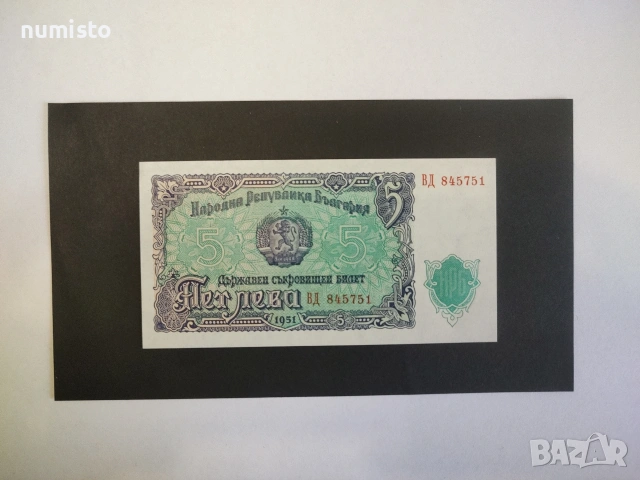 numisto
ВД 845751
5
Народна Република България
5 5
Държавен съкровищен билет
Пет лева ВД 845751
1951 5
BAZAR